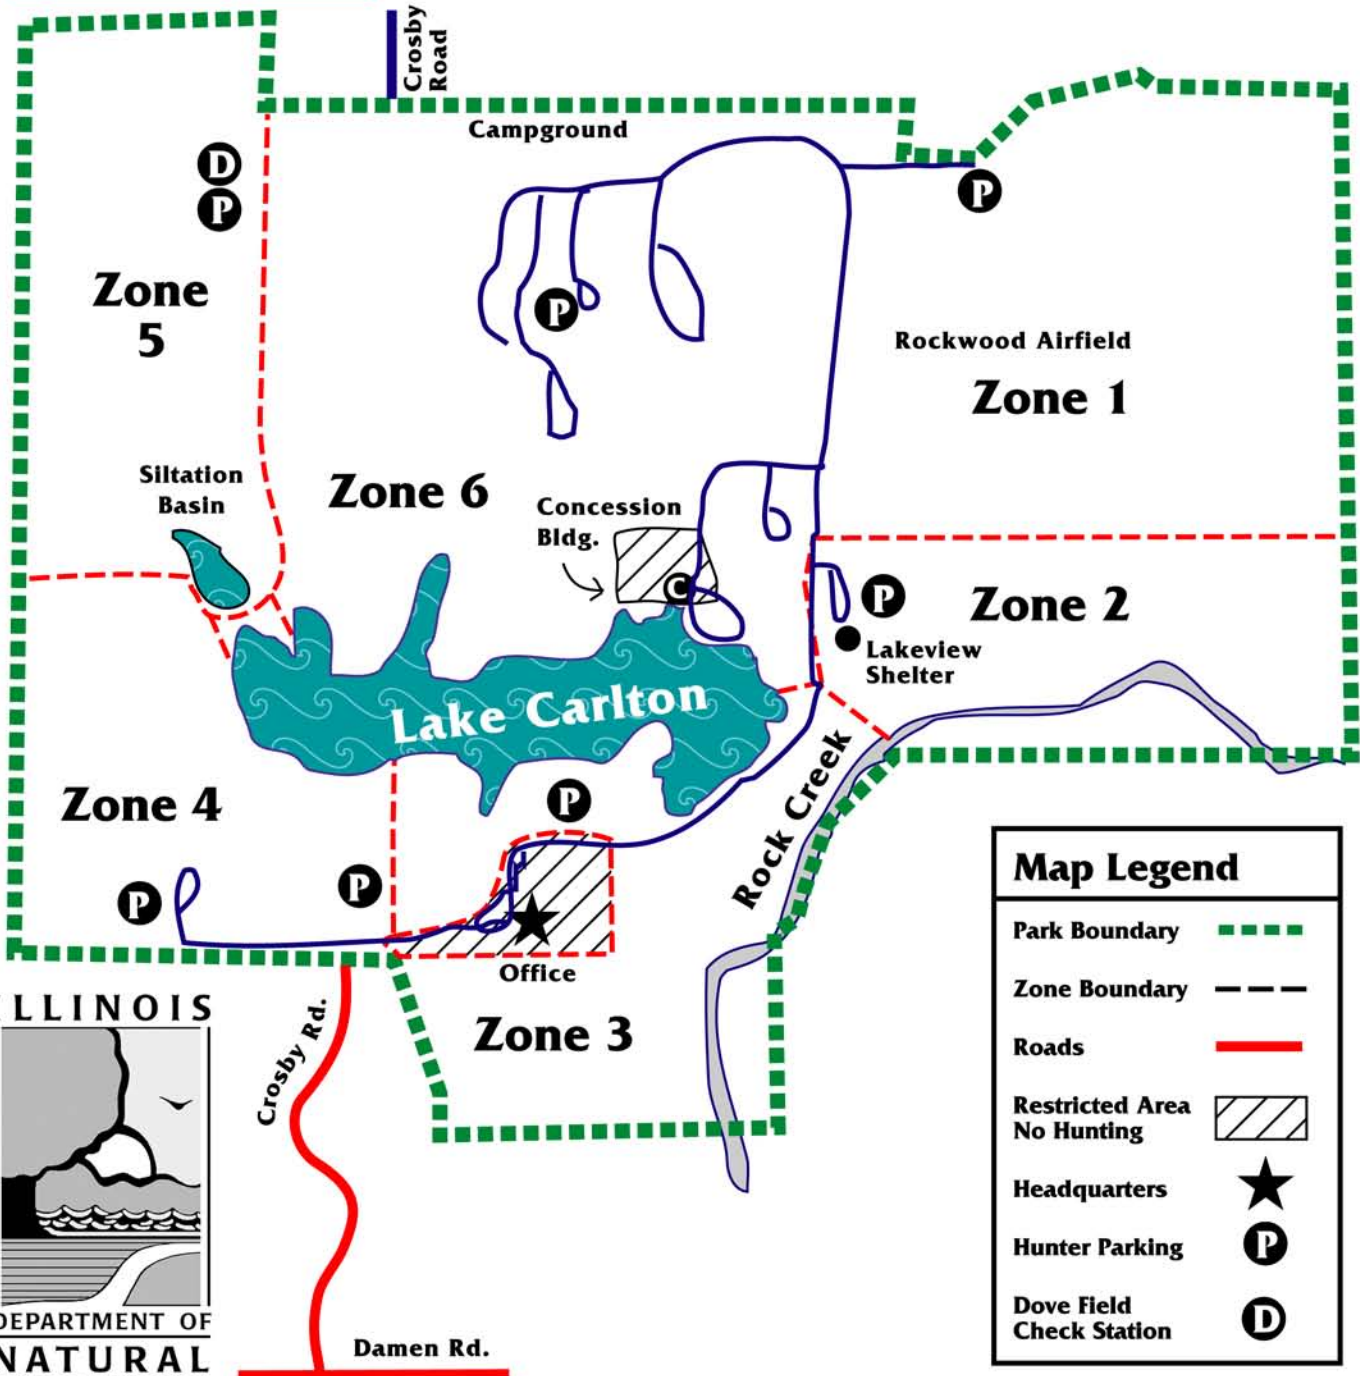 Crosby
Road
Campground
D
P
P
Zone
5
P
Rockwood Airfield
Zone 1
Siltation
Basin
Zone 6
Concession
Bldg.
C
P
Zone 2
Lakeview
Shelter
Lake Carlton
Rock Creek
Zone 4
P
P
P
Office
Zone 3
Crosby Rd.
Damen Rd.
ILLINOIS
DEPARTMENT OF
NATURAL
Map Legend
Park Boundary
Zone Boundary
Roads
Restricted Area
No Hunting
Headquarters
Hunter Parking P
Dove Field
Check Station D